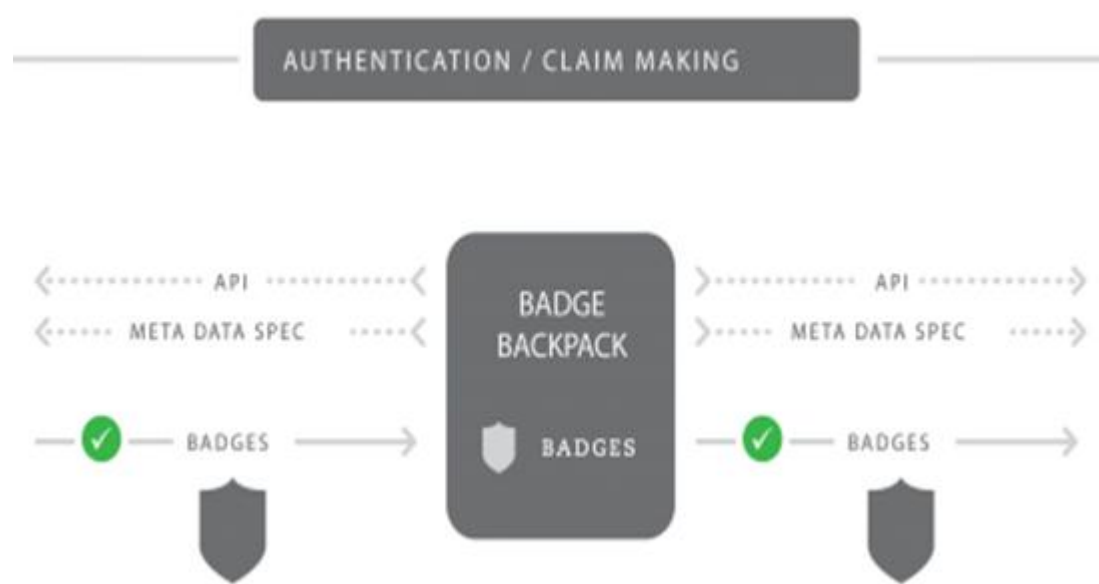 AUTHENTICATION / CLAIM MAKING
API
META DATA SPEC
BADGES
BADGE
BACKPACK
BADGES
API
META DATA SPEC
BADGES